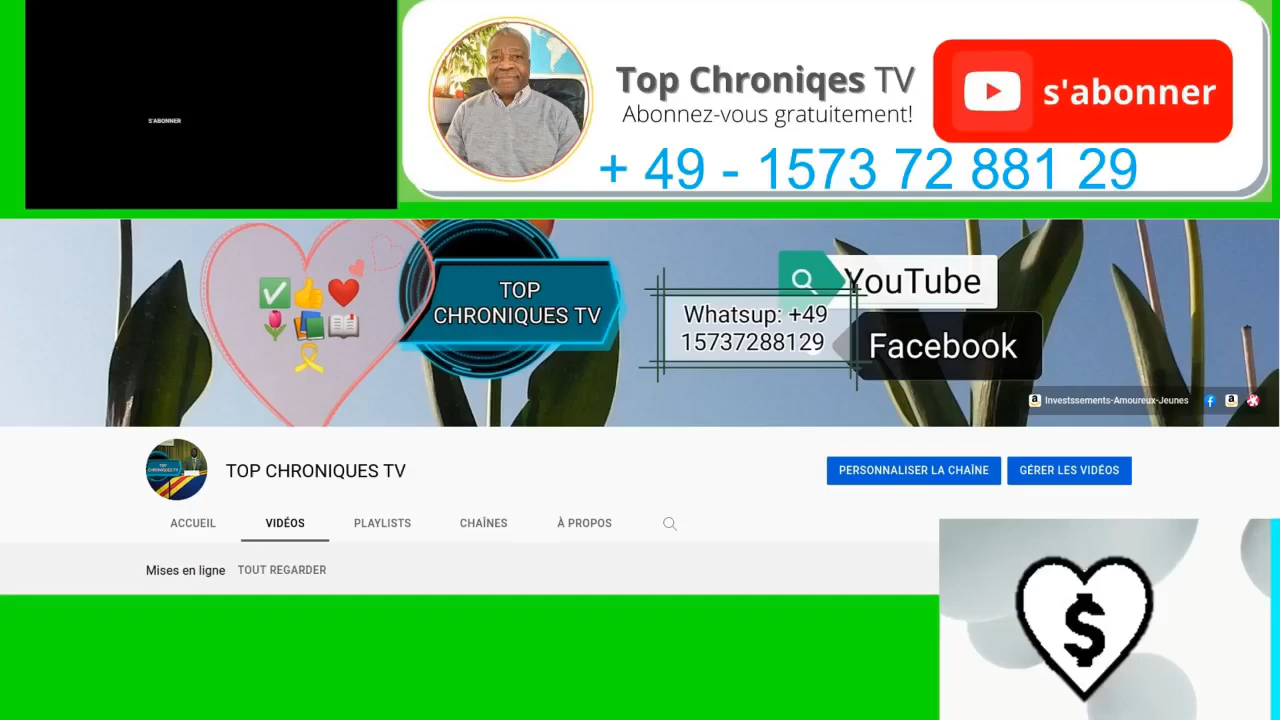 S'ABONNER
Top Chroniqes TV
Abonnez-vous gratuitement!
s'abonner
+ 49 - 1573 72 881 29
TOP
CHRONIQUES TV
Whatsup: +49
15737288129
YouTube
Facebook
Investssements-Amoureux-Jeunes
TOP CHRONIQUES TV
PERSONNALISER LA CHAÎNE
GÉRER LES VIDÉOS
ACCUEIL
VIDÉOS
PLAYLISTS
CHAÎNES
À PROPOS
Mises en ligne
TOUT REGARDER
$